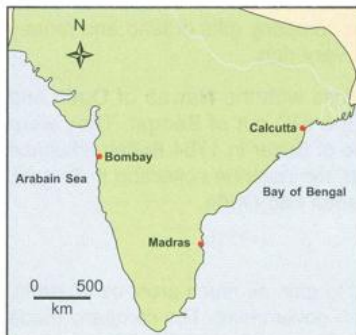 N
Calcutta
Bombay
Arabain Sea
Bay of Bengal
Madras
0 500
km